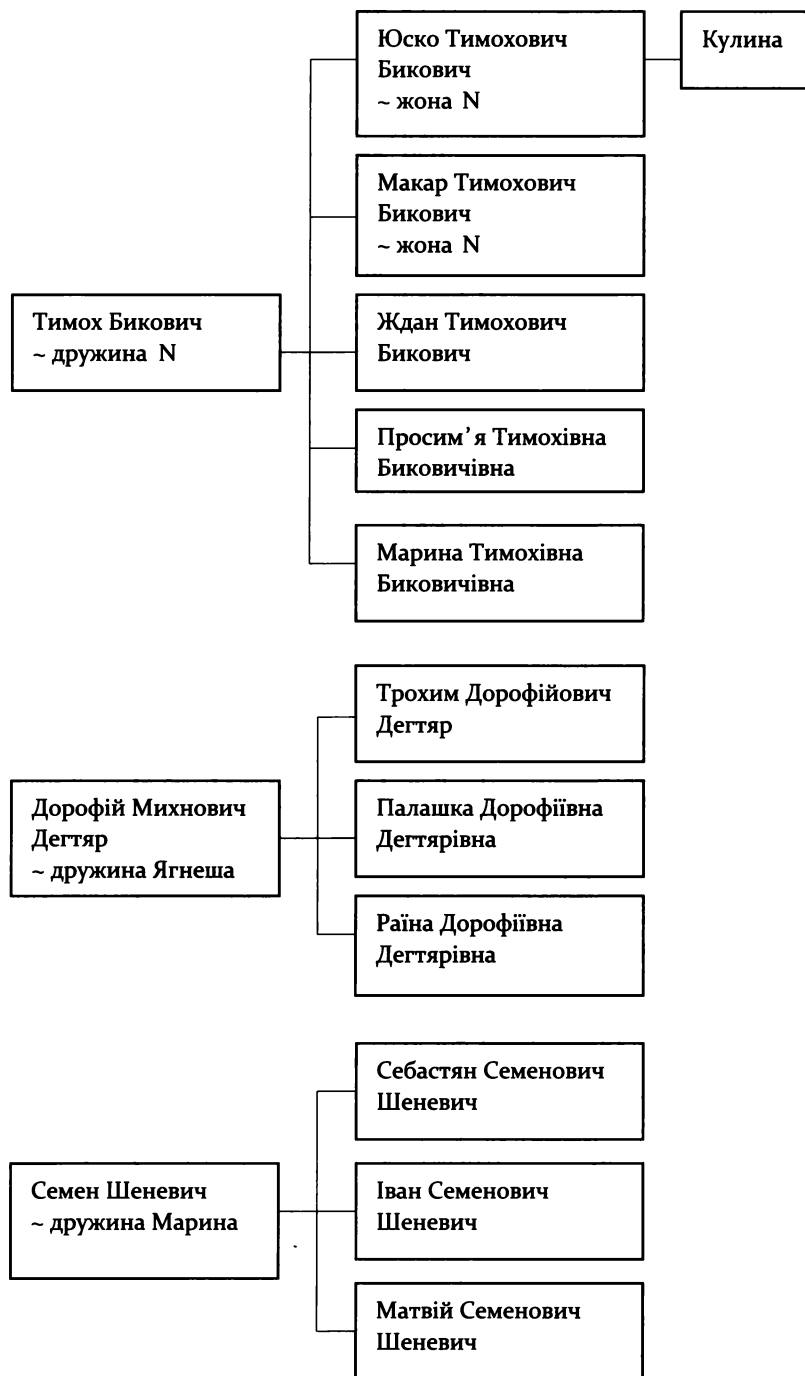 Юско Тимохович
Бикович
~ жона N
Кулина
Макар Тимохович
Бикович
~ жона N
Тимох Бикович
~ дружина N
Ждан Тимохович
Бикович
Просим’я Тимохівна
Биковичівна
Марина Тимохівна
Биковичівна
Трохим Дорофійович
Дегтяр
Дорофій Михнович
Дегтяр
~ дружина Ягнеша
Палашка Дорофіївна
Дегтярівна
Раїна Дорофіївна
Дегтярівна
Себастян Семенович
Шеневич
Семен Шеневич
~ дружина Марина
Іван Семенович
Шеневич
Матвій Семенович
Шеневич